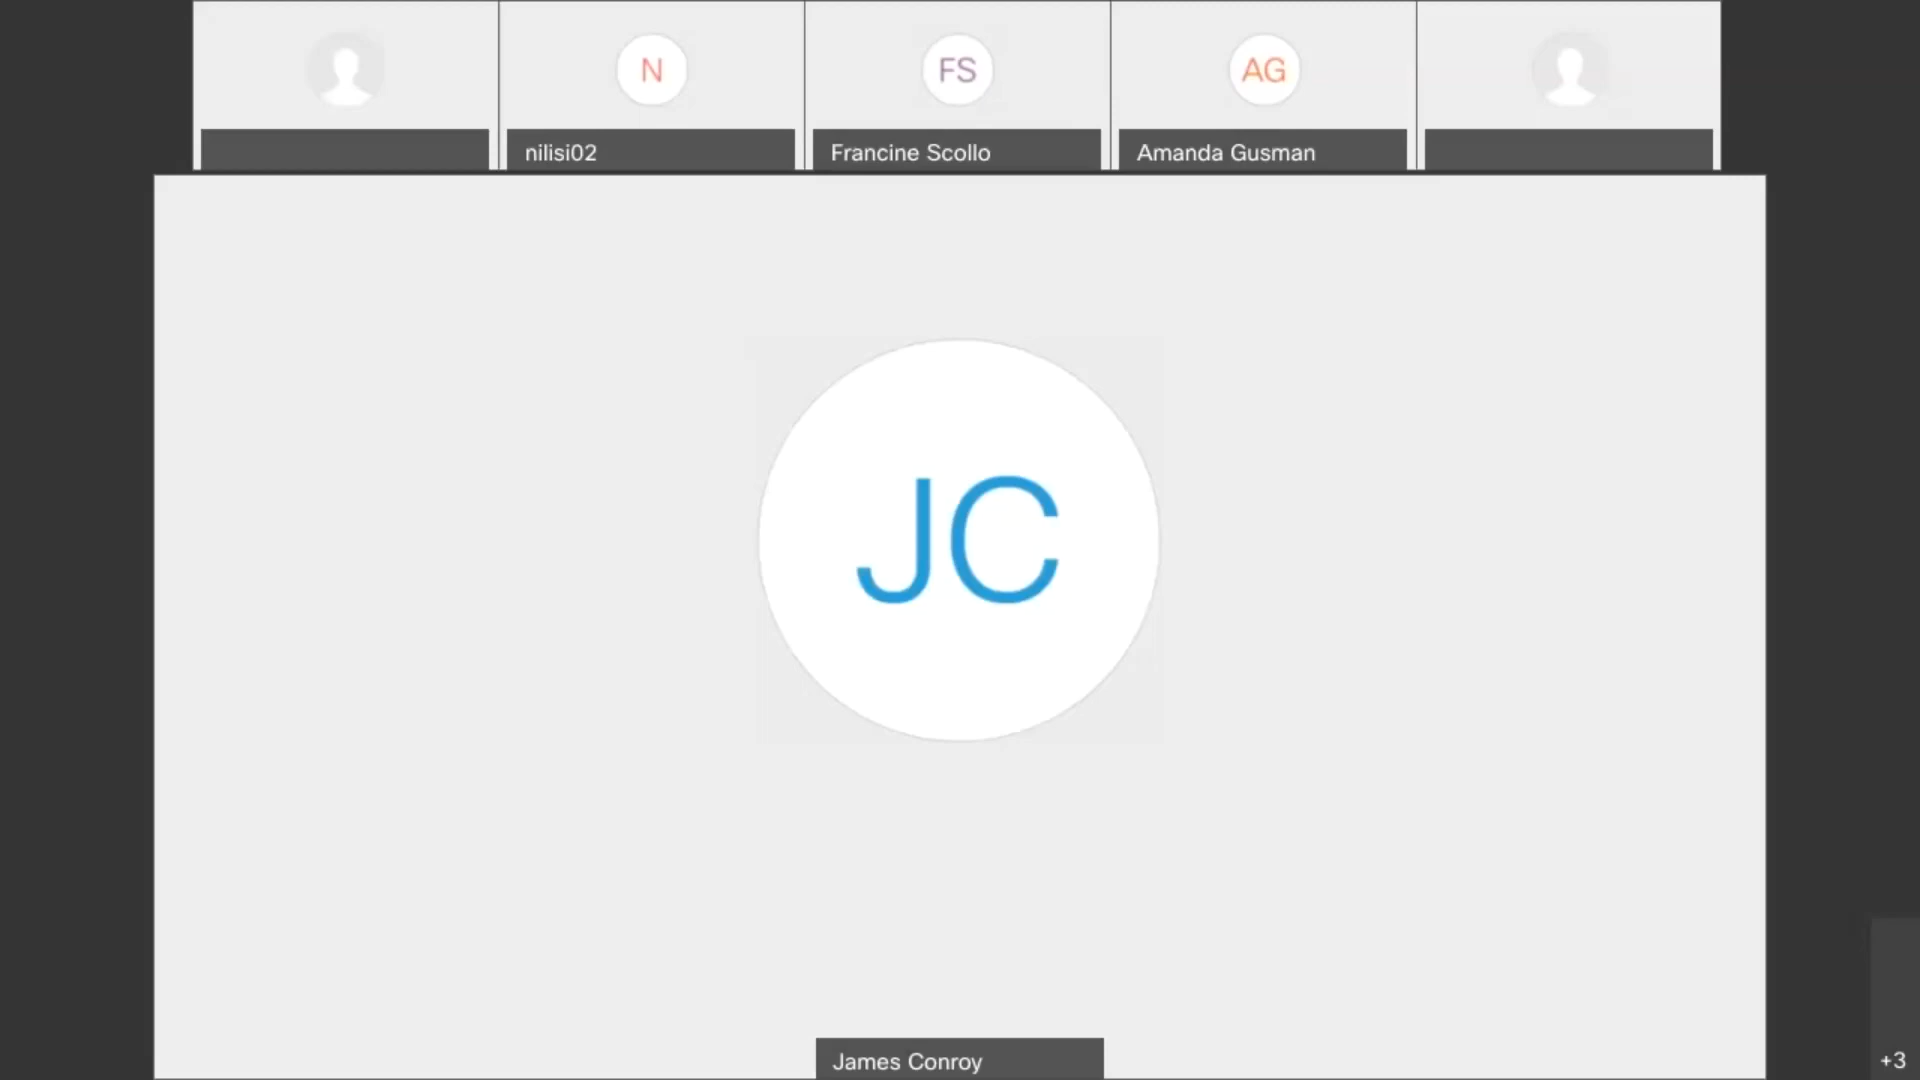 N
FS
AG
nilisi02
Francine Scollo
Amanda Gusman
JC
James Conroy
+3